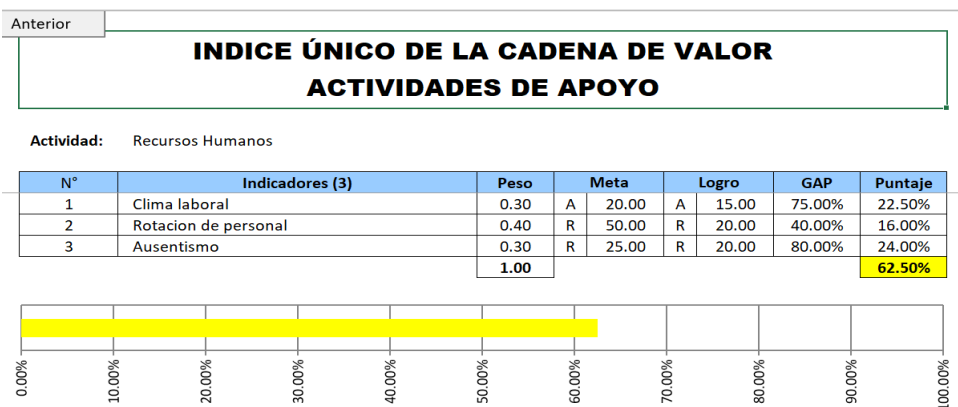 Anterior
INDICE ÚNICO DE LA CADENA DE VALOR
ACTIVIDADES DE APOYO
Actividad: Recursos Humanos
N° Indicadores (3) Peso Meta Logro GAP Puntaje
1 Clima laboral 0.30 A 20.00 A 15.00 75.00% 22.50%
2 Rotacion de personal 0.40 R 50.00 R 20.00 40.00% 16.00%
3 Ausentismo 0.30 R 25.00 R 20.00 80.00% 24.00%
1.00 62.50%
0.00% 10.00% 20.00% 30.00% 40.00% 50.00% 60.00% 70.00% 80.00% 90.00% 100.00%